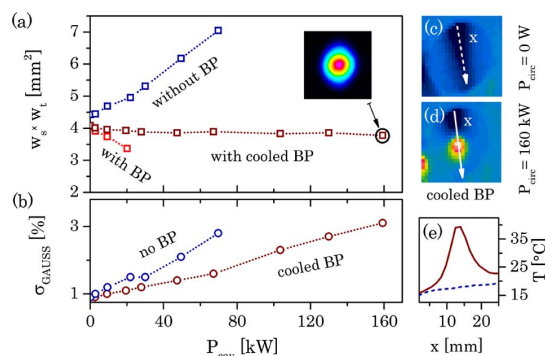 (a)
w_s × w_t [mm²]
7
6
5
4
3
2
without BP
with BP
with cooled BP
(b)
σ_GAUSS [%]
3
1
no BP
cooled BP
0
40
80
120
160
P_cav [kW]
(c)
x
P_circ = 0 W
(d)
x
P_circ = 160 kW
cooled BP
(e)
35
25
15
T [°C]
5
10
15
20
x [mm]